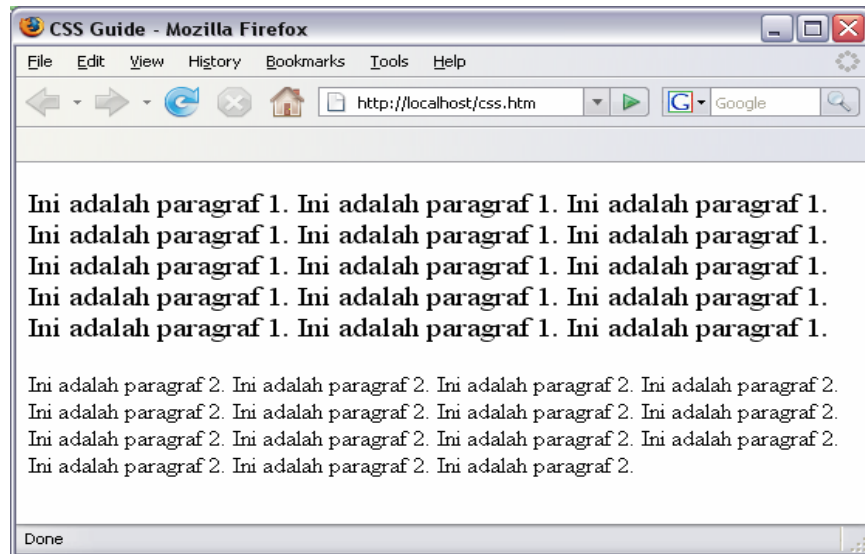 CSS Guide - Mozilla Firefox
File Edit View History Bookmarks Tools Help
http://localhost/css.htm G Google
Ini adalah paragraf 1. Ini adalah paragraf 1. Ini adalah paragraf 1.
Ini adalah paragraf 1. Ini adalah paragraf 1. Ini adalah paragraf 1.
Ini adalah paragraf 1. Ini adalah paragraf 1. Ini adalah paragraf 1.
Ini adalah paragraf 1. Ini adalah paragraf 1. Ini adalah paragraf 1.
Ini adalah paragraf 1. Ini adalah paragraf 1. Ini adalah paragraf 1.
Ini adalah paragraf 2. Ini adalah paragraf 2. Ini adalah paragraf 2. Ini adalah paragraf 2.
Ini adalah paragraf 2. Ini adalah paragraf 2. Ini adalah paragraf 2. Ini adalah paragraf 2.
Ini adalah paragraf 2. Ini adalah paragraf 2. Ini adalah paragraf 2. Ini adalah paragraf 2.
Ini adalah paragraf 2. Ini adalah paragraf 2. Ini adalah paragraf 2.
Done